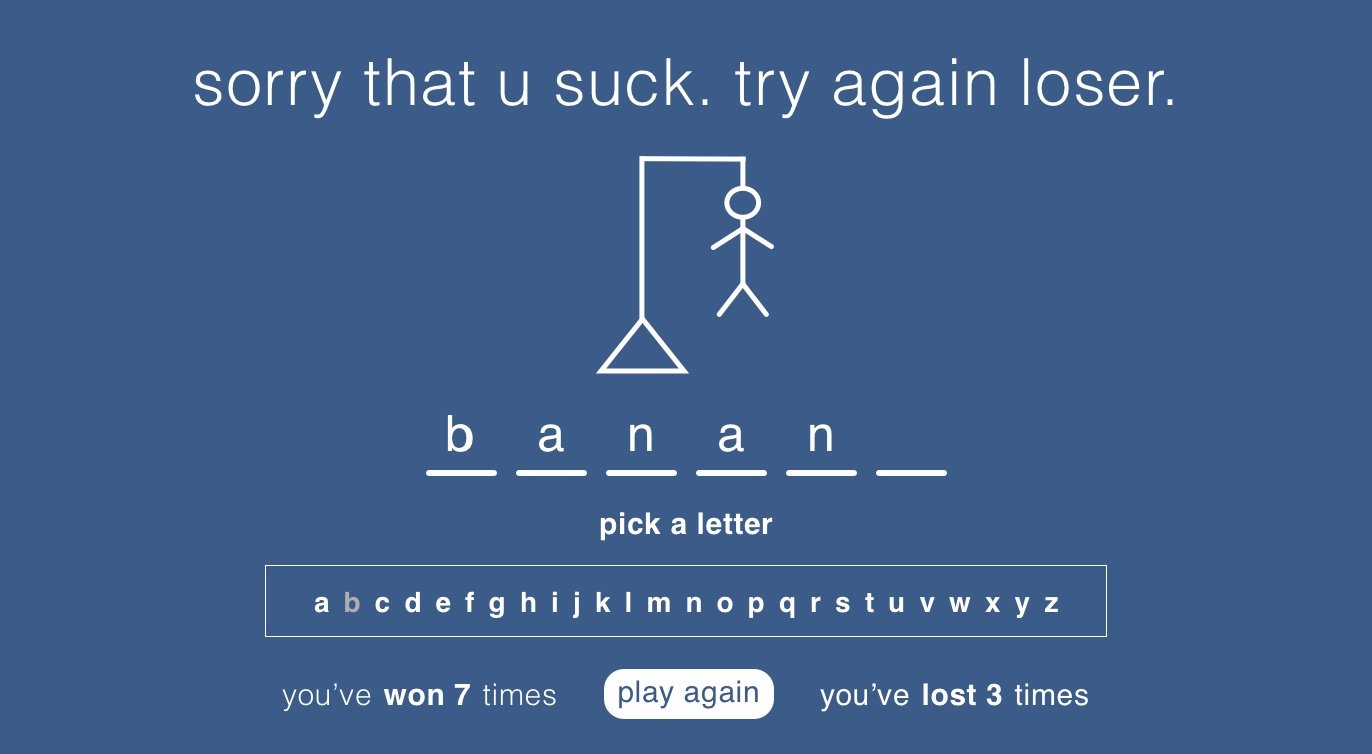 sorry that u suck. try again loser.
b a n a n
pick a letter
a b c d e f g h i j k l m n o p q r s t u v w x y z
you've won 7 times play again you've lost 3 times